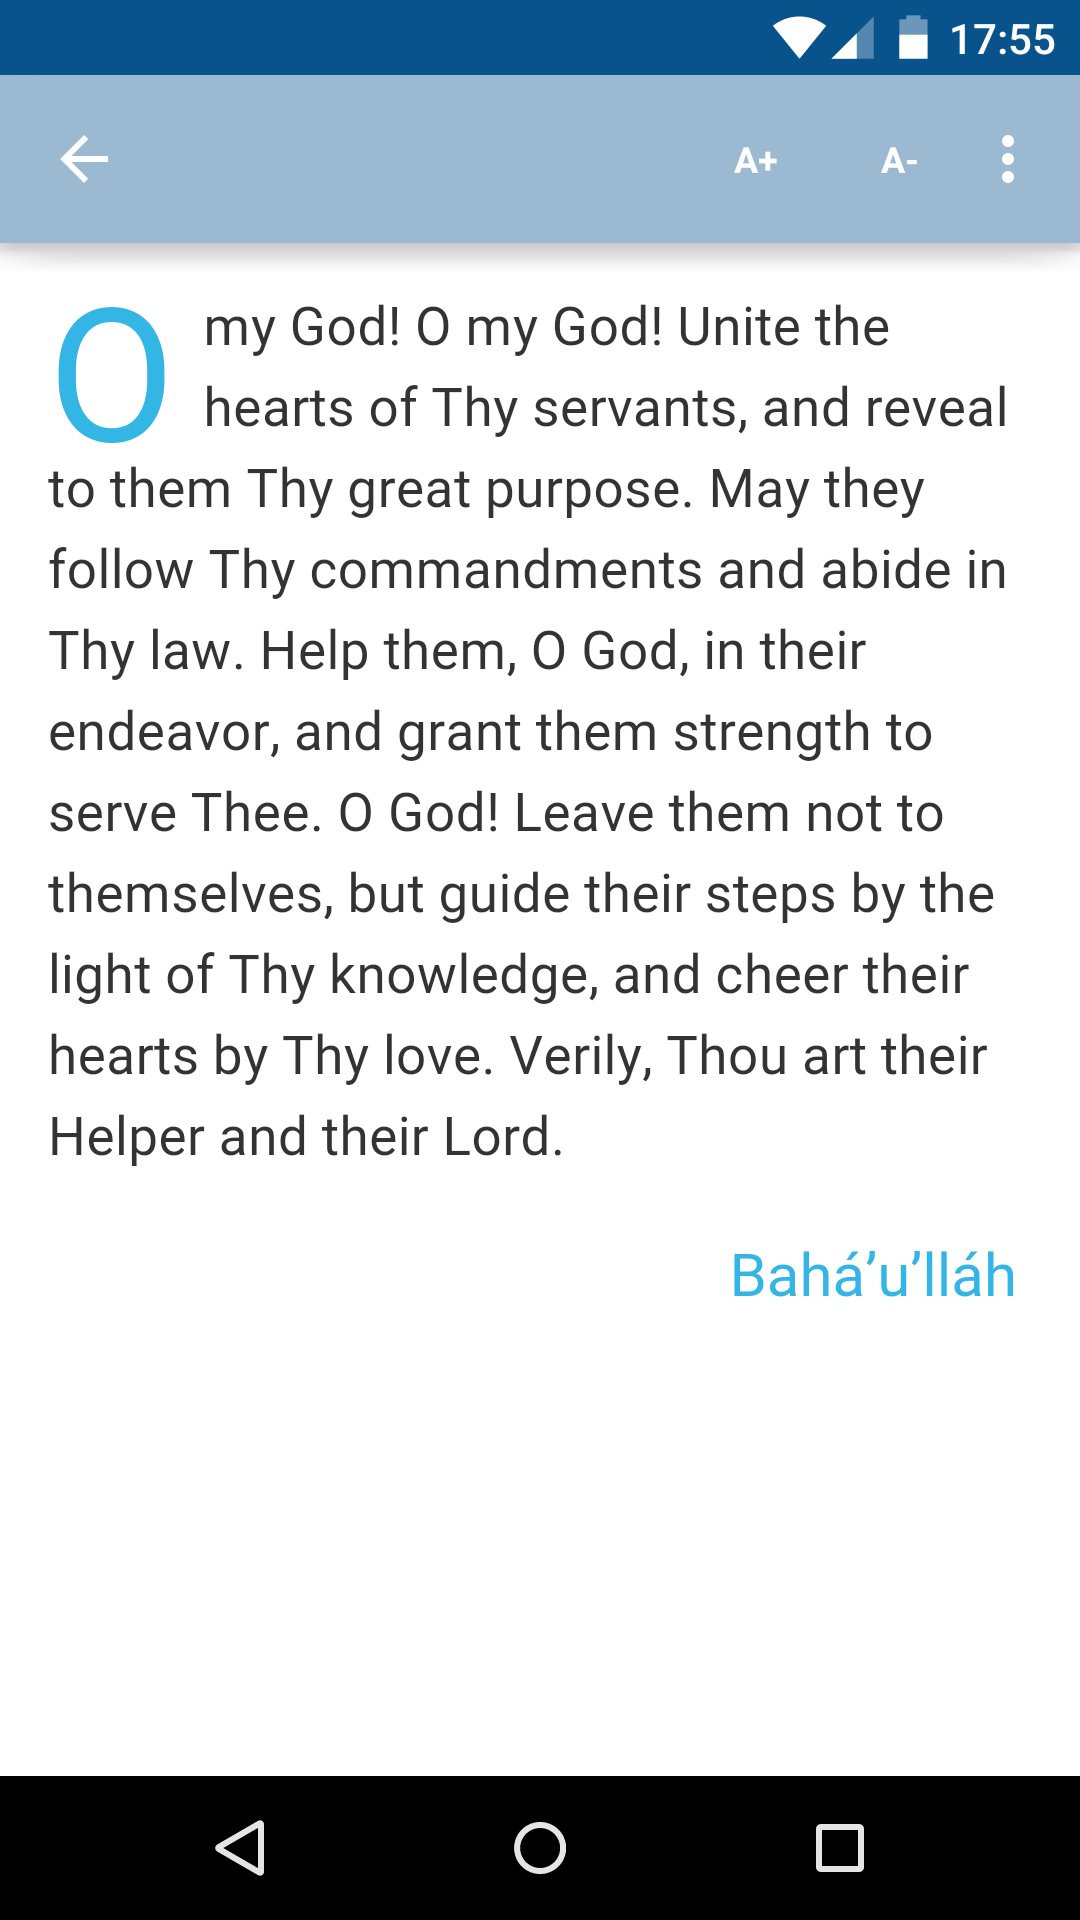 17:55
A+ A-
O my God! O my God! Unite the
hearts of Thy servants, and reveal
to them Thy great purpose. May they
follow Thy commandments and abide in
Thy law. Help them, O God, in their
endeavor, and grant them strength to
serve Thee. O God! Leave them not to
themselves, but guide their steps by the
light of Thy knowledge, and cheer their
hearts by Thy love. Verily, Thou art their
Helper and their Lord.
Bahá’u’lláh